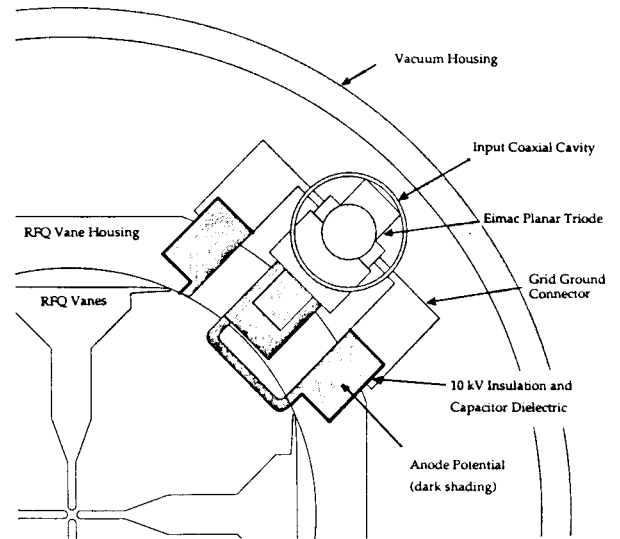 Vacuum Housing
Input Coaxial Cavity
Eimac Planar Triode
RFQ Vane Housing
Grid Ground
Connector
RFQ Vanes
10 kV Insulation and
Capacitor Dielectric
Anode Potential
(dark shading)